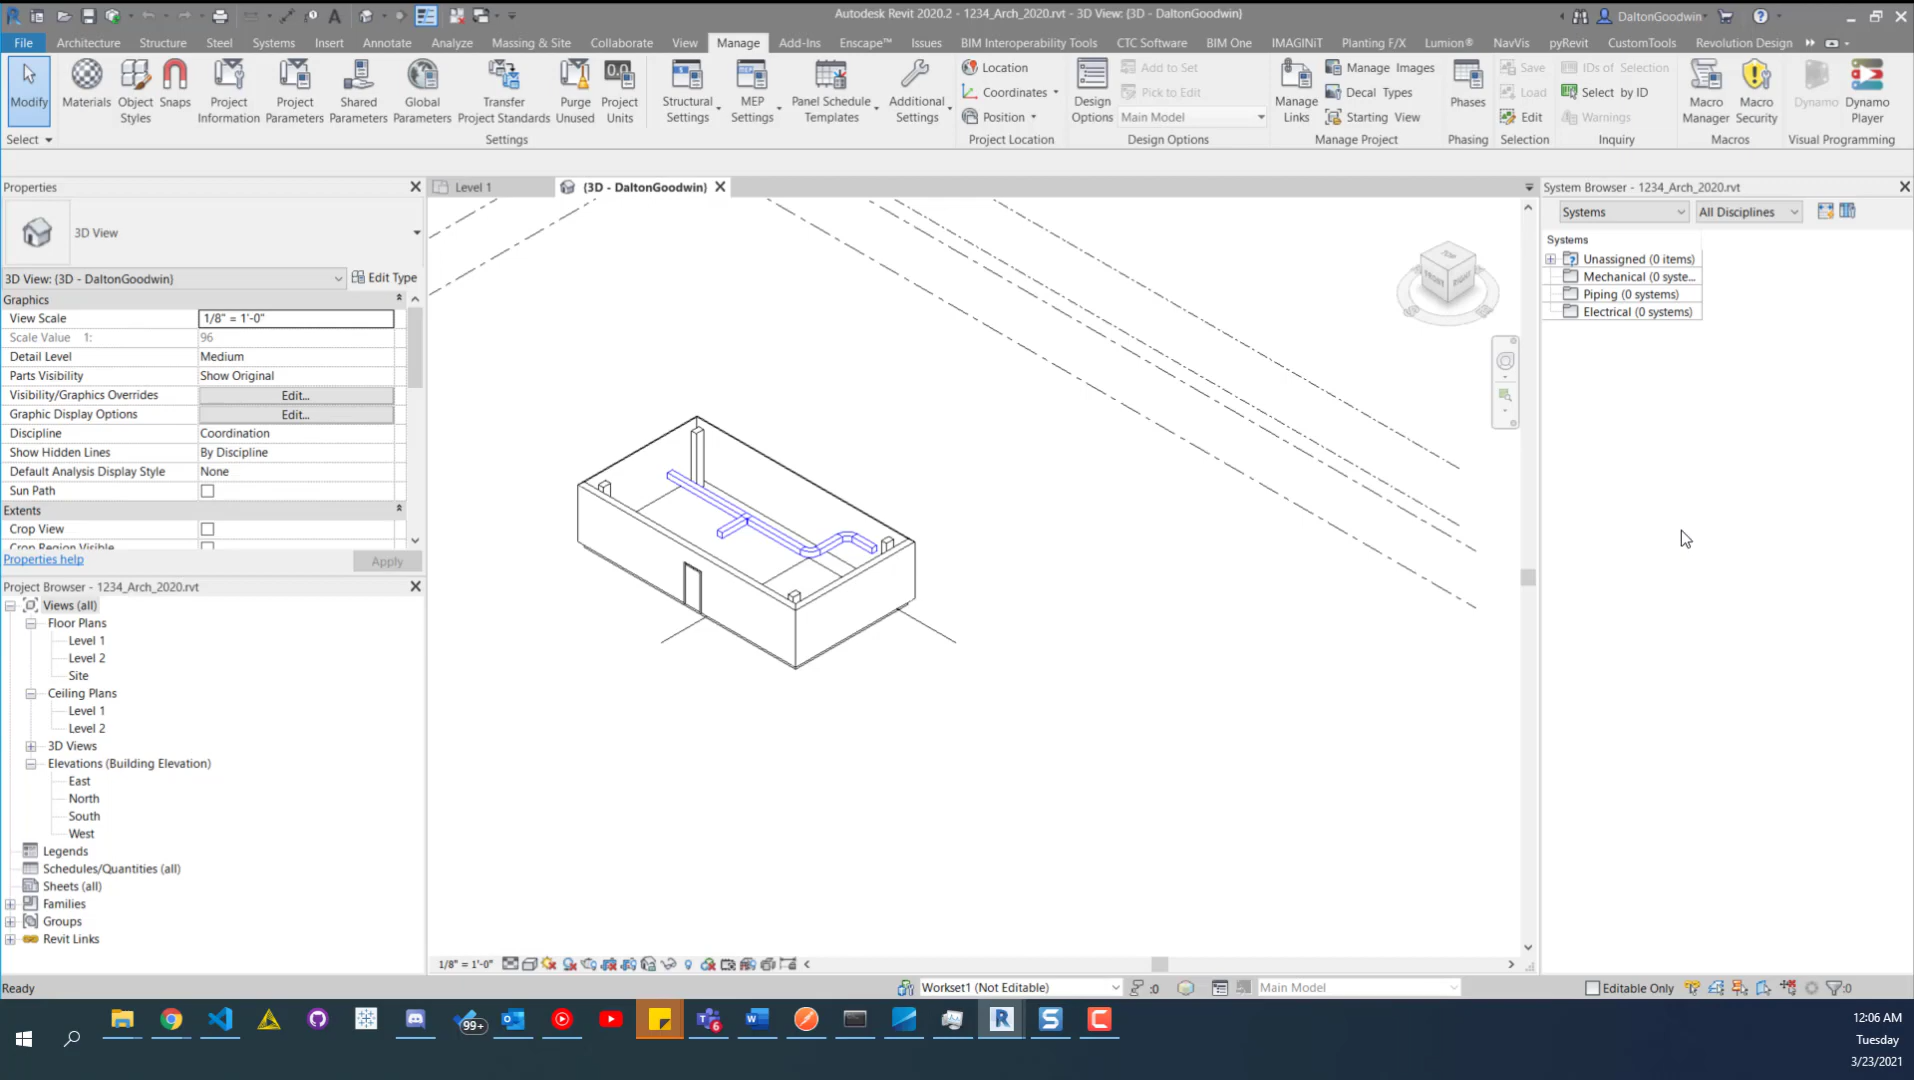 Autodesk Revit 2020.2 - 1234_Arch_2020.rvt - 3D View: {3D - DaltonGoodwin}
DaltonGoodwin
File Architecture Structure Steel Systems Insert Annotate Analyze Massing & Site Collaborate View Manage Add-Ins Enscape™ Issues BIM Interoperability Tools CTC Software BIM One IMAGINiT Planting F/X Lumion® NavVis pyRevit CustomTools Revolution Design
Modify
Materials
Object
Styles
Snaps
Project
Information
Project
Parameters
Shared
Parameters
Global
Parameters
Transfer
Project Standards
Purge
Unused
Project
Units
Structural
Settings
MEP
Settings
Panel Schedule
Templates
Additional
Settings
Location
Coordinates
Position
Design
Options
Add to Set
Pick to Edit
Main Model
Manage
Links
Manage Images
Decal Types
Starting View
Phases
Save
Load
Edit
IDs of Selection
Select by ID
Warnings
Macro
Manager
Macro
Security
Dynamo
Dynamo
Player
Select
Settings
Project Location
Design Options
Manage Project
Phasing
Selection
Inquiry
Macros
Visual Programming
Properties
3D View
3D View: {3D - DaltonGoodwin}
Edit Type
Graphics
View Scale 1/8" = 1'-0"
Scale Value 1: 96
Detail Level Medium
Parts Visibility Show Original
Visibility/Graphics Overrides Edit...
Graphic Display Options Edit...
Discipline Coordination
Show Hidden Lines By Discipline
Default Analysis Display Style None
Sun Path
Extents
Crop View
Crop Region Visible
Properties help
Apply
Project Browser - 1234_Arch_2020.rvt
Views (all)
Floor Plans
Level 1
Level 2
Site
Ceiling Plans
Level 1
Level 2
3D Views
Elevations (Building Elevation)
East
North
South
West
Legends
Schedules/Quantities (all)
Sheets (all)
Families
Groups
Revit Links
Level 1
{3D - DaltonGoodwin}
TOP
FRONT
RIGHT
System Browser - 1234_Arch_2020.rvt
Systems
All Disciplines
Systems
Unassigned (0 items)
Mechanical (0 syste...
Piping (0 systems)
Electrical (0 systems)
1/8" = 1'-0"
Ready
Workset1 (Not Editable)
:0
Main Model
Editable Only
:0
99+
6
12:06 AM
Tuesday
3/23/2021